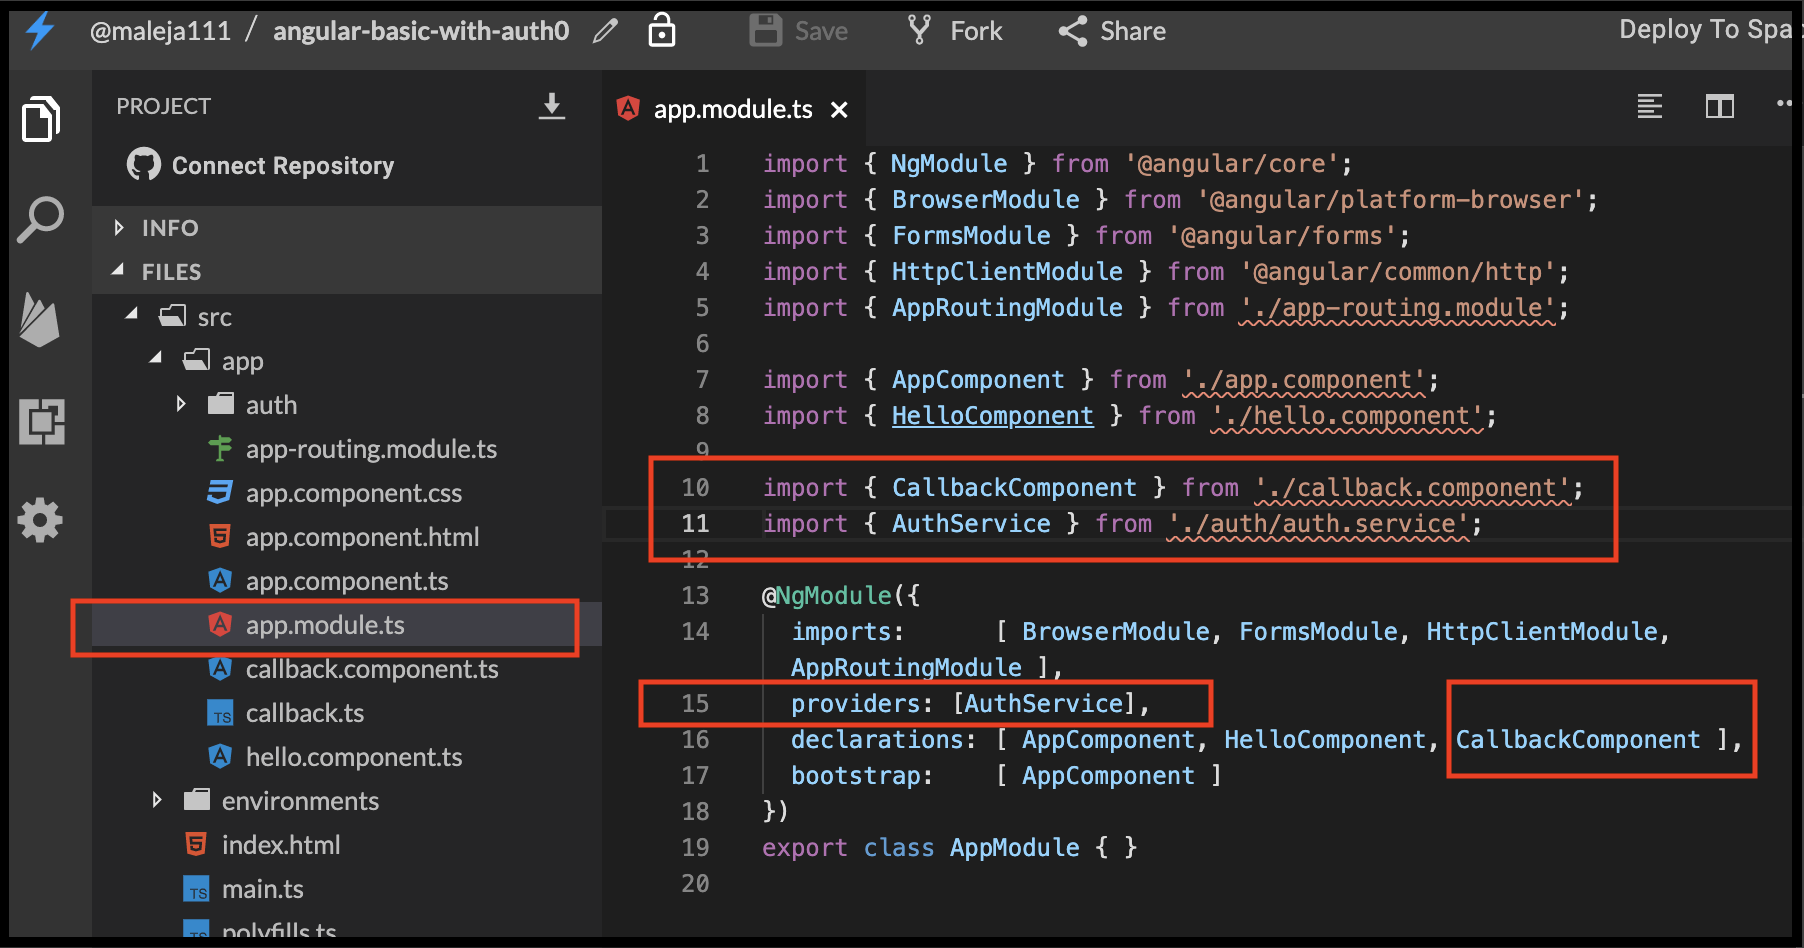 @maleja111 / angular-basic-with-auth0
Save
Fork
Share
Deploy To Spa
PROJECT
Connect Repository
INFO
FILES
src
app
auth
app-routing.module.ts
app.component.css
app.component.html
app.component.ts
app.module.ts
callback.component.ts
TS callback.ts
hello.component.ts
environments
index.html
TS main.ts
TS polyfills.ts
app.module.ts
1 import { NgModule } from '@angular/core';
2 import { BrowserModule } from '@angular/platform-browser';
3 import { FormsModule } from '@angular/forms';
4 import { HttpClientModule } from '@angular/common/http';
5 import { AppRoutingModule } from './app-routing.module';
6
7 import { AppComponent } from './app.component';
8 import { HelloComponent } from './hello.component';
9
10 import { CallbackComponent } from './callback.component';
11 import { AuthService } from './auth/auth.service';
12
13 @NgModule({
14 imports: [ BrowserModule, FormsModule, HttpClientModule,
AppRoutingModule ],
15 providers: [AuthService],
16 declarations: [ AppComponent, HelloComponent, CallbackComponent ],
17 bootstrap: [ AppComponent ]
18 })
19 export class AppModule { }
20